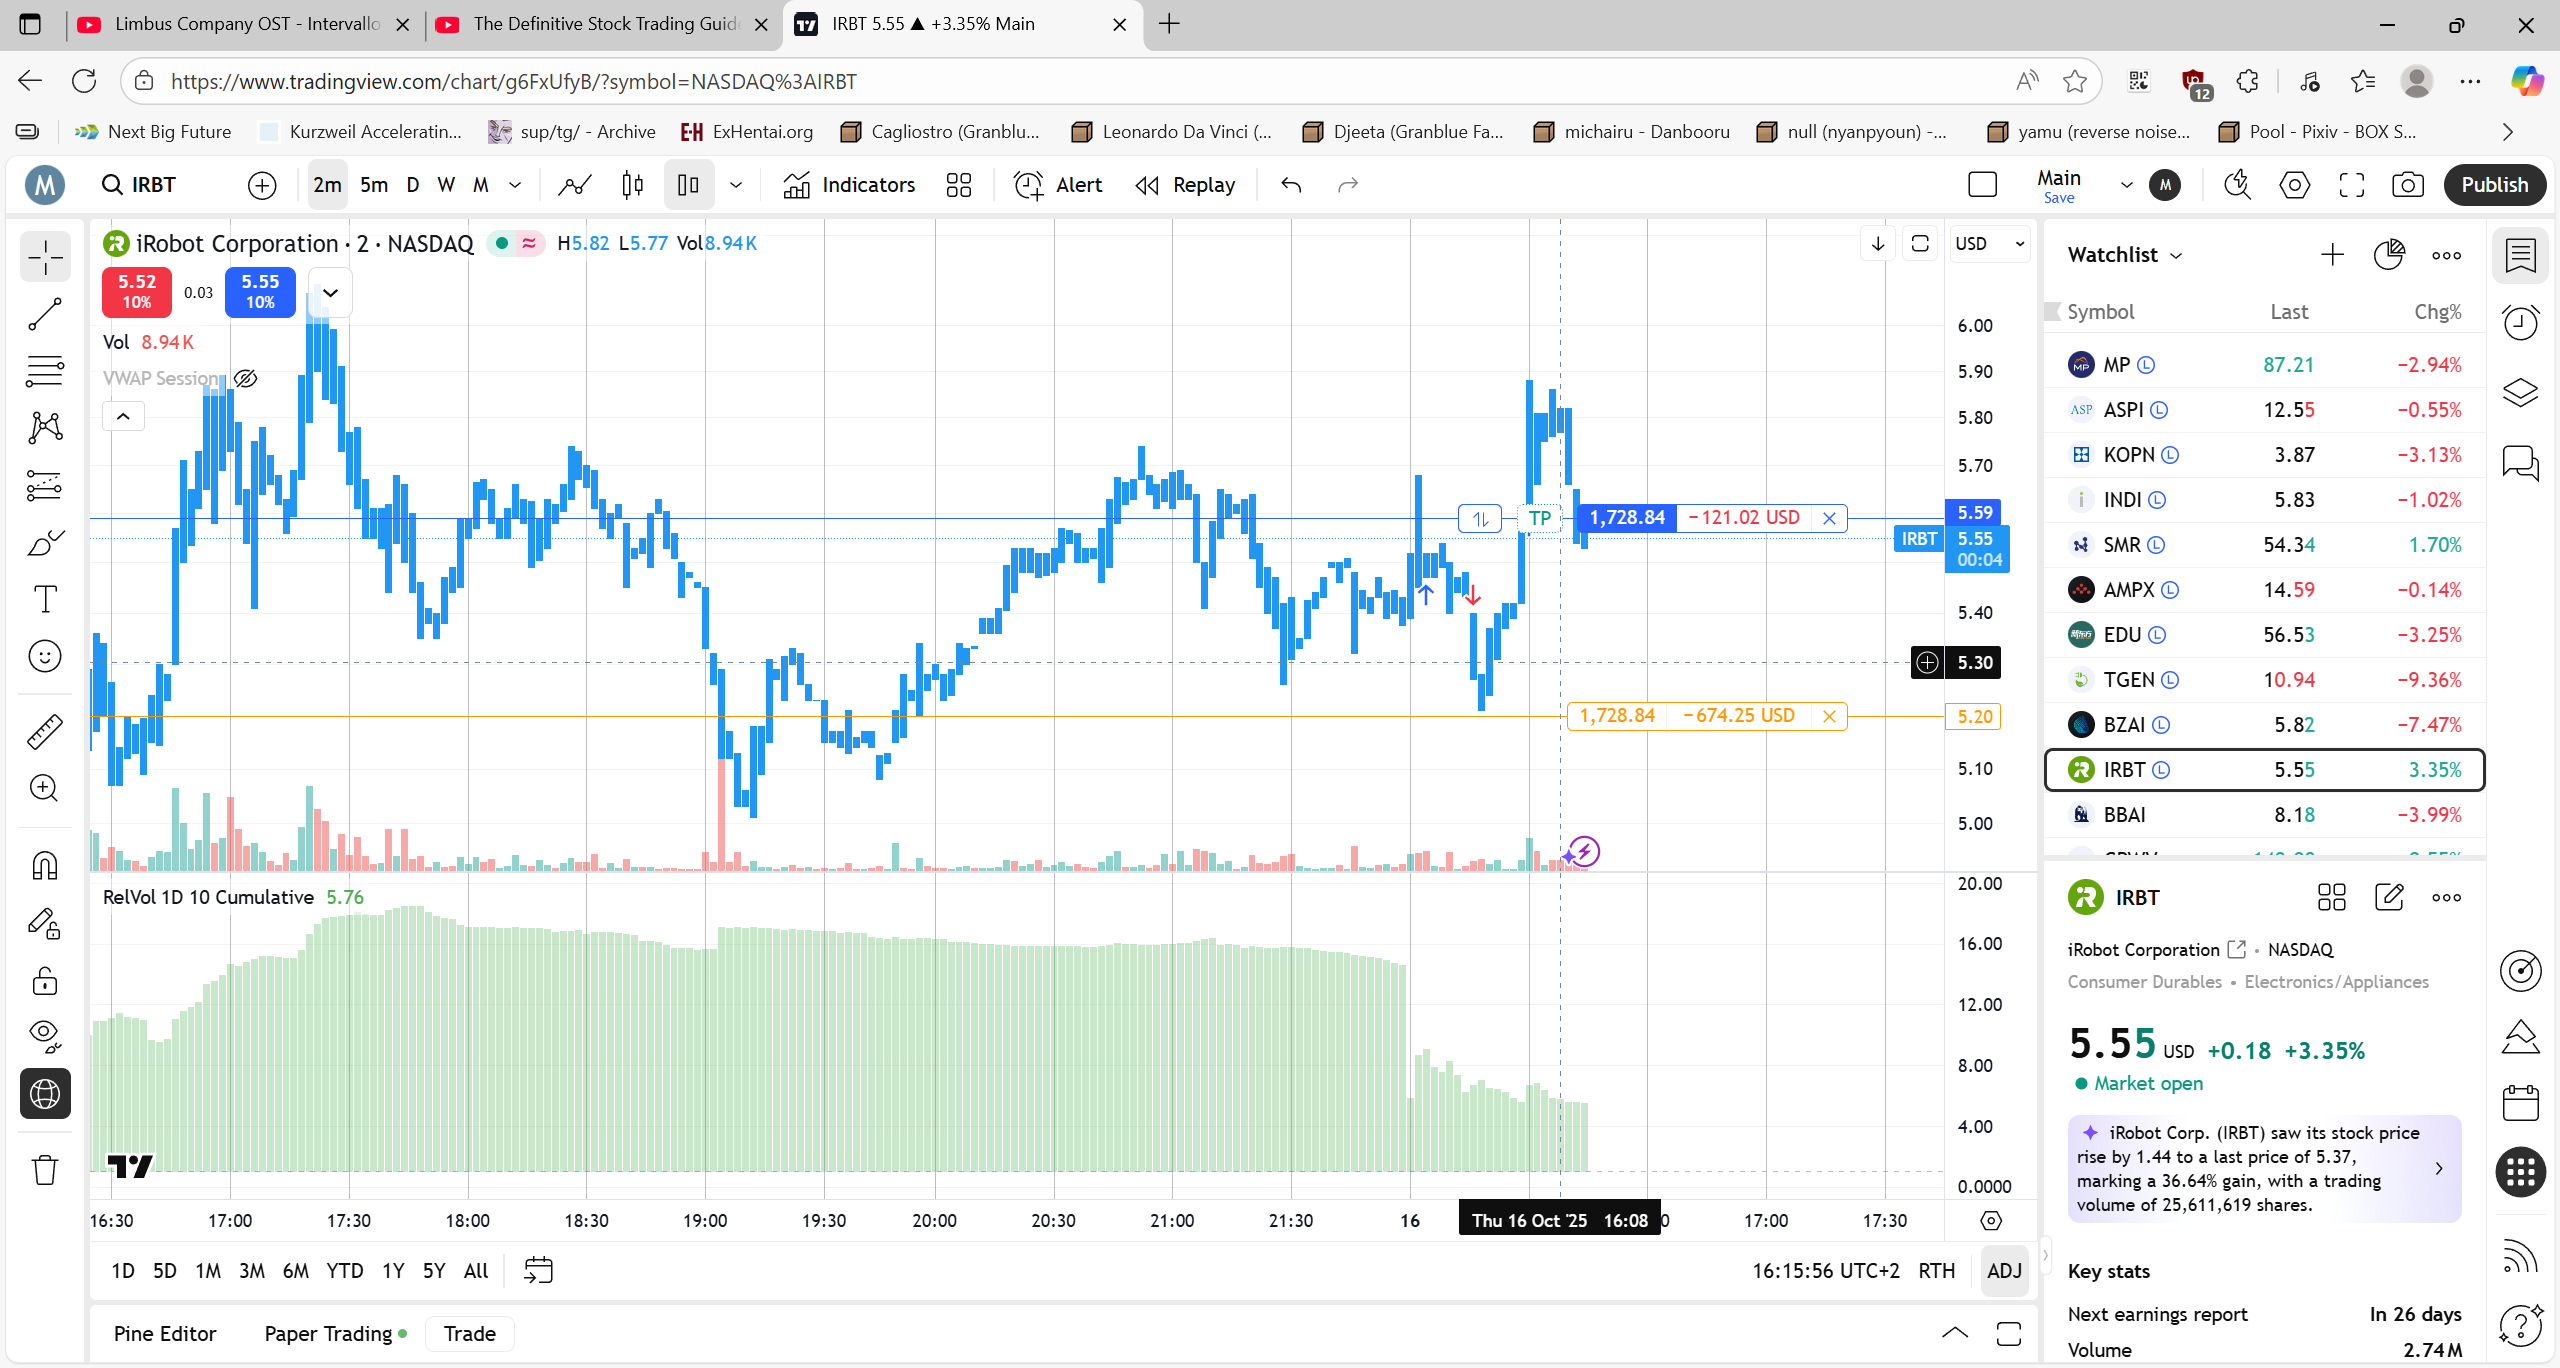 Limbus Company OST - Intervallo
The Definitive Stock Trading Guid
IRBT 5.55 ▲ +3.35% Main
https://www.tradingview.com/chart/g6FxUfyB/?symbol=NASDAQ%3AIRBT
12
Next Big Future
Kurzweil Acceleratin...
sup/tg/ - Archive
E-H ExHentai.org
Cagliostro (Granblu...
Leonardo Da Vinci (...
Djeeta (Granblue Fa...
michairu - Danbooru
null (nyanpyoun) -...
yamu (reverse noise...
Pool - Pixiv - BOX S...
M
IRBT
2m 5m D W M
Indicators
Alert
Replay
Main
Save
M
Publish
iRobot Corporation · 2 · NASDAQ H5.82 L5.77 Vol8.94K
USD
5.52
10%
0.03
5.55
10%
Vol 8.94K
VWAP Session
6.00
5.90
5.80
5.70
TP 1,728.84 −121.02 USD
5.59
IRBT 5.55
00:04
5.40
5.30
1,728.84 −674.25 USD
5.20
5.10
5.00
RelVol 1D 10 Cumulative 5.76
20.00
16.00
12.00
8.00
4.00
0.0000
16:30 17:00 17:30 18:00 18:30 19:00 19:30 20:00 20:30 21:00 21:30 16 Thu 16 Oct '25 16:08 0 17:00 17:30
1D 5D 1M 3M 6M YTD 1Y 5Y All
16:15:56 UTC+2 RTH ADJ
Pine Editor Paper Trading Trade
Watchlist
Symbol Last Chg%
MP L 87.21 −2.94%
ASP ASPI L 12.55 −0.55%
KOPN L 3.87 −3.13%
INDI L 5.83 −1.02%
SMR L 54.34 1.70%
AMPX L 14.59 −0.14%
EDU L 56.53 −3.25%
TGEN L 10.94 −9.36%
BZAI L 5.82 −7.47%
IRBT L 5.55 3.35%
BBAI 8.18 −3.99%
IRBT
iRobot Corporation · NASDAQ
Consumer Durables • Electronics/Appliances
5.55 USD +0.18 +3.35%
Market open
iRobot Corp. (IRBT) saw its stock price
rise by 1.44 to a last price of 5.37,
marking a 36.64% gain, with a trading
volume of 25,611,619 shares.
Key stats
Next earnings report In 26 days
Volume 2.74M